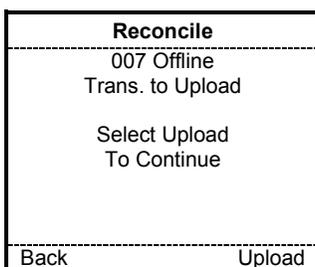 Reconcile
007 Offline
Trans. to Upload
Select Upload
To Continue
Back Upload